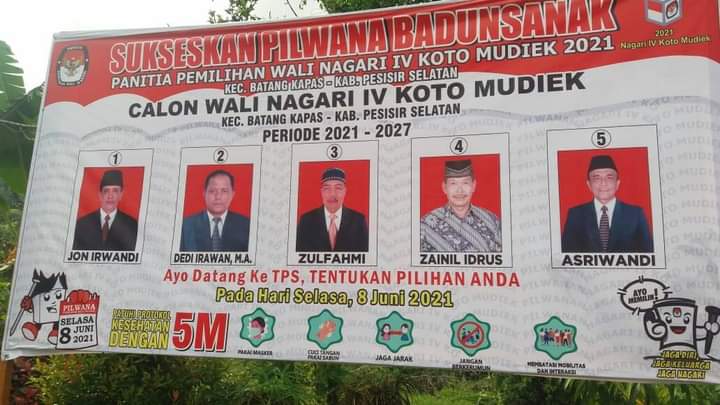 SUKSESKAN PILWANA BADUNSANAK
PANITIA PEMILIHAN WALI NAGARI IV KOTO MUDIEK 2021
KEC. BATANG KAPAS - KAB. PESISIR SELATAN
2021
Nagari IV Koto Mudiek
CALON WALI NAGARI IV KOTO MUDIEK
KEC. BATANG KAPAS - KAB. PESISIR SELATAN
PERIODE 2021 - 2027
1
2
3
4
5
JON IRWANDI
DEDI IRAWAN, M.A.
ZULFAHMI
ZAINIL IDRUS
ASRIWANDI
Ayo Datang Ke TPS, TENTUKAN PILIHAN ANDA
Pada Hari Selasa, 8 Juni 2021
PILWANA
SELASA
8 JUNI
2021
PATUHI PROTOKOL
KESEHATAN
DENGAN
5M
PAKAI MASKER
CUCI TANGAN
PAKAI SABUN
JAGA JARAK
JANGAN
BERKERUMUN
MEMBATASI MOBILITAS
DAN INTERAKSI
AYO
MEMILIH
JAGA DIRI
JAGA KELUARGA
JAGA NAGARI